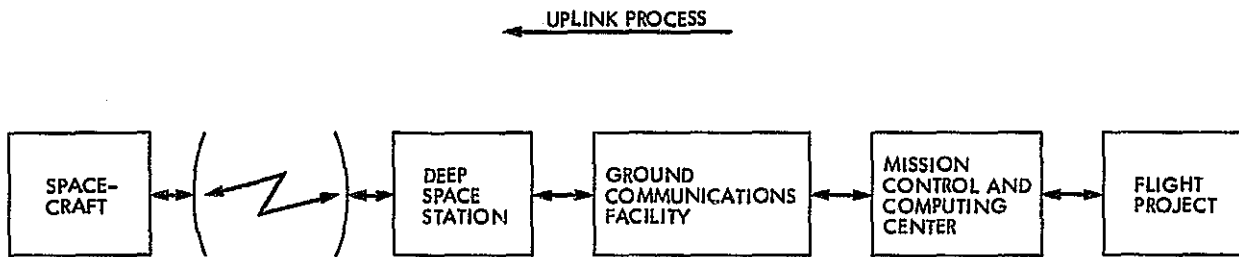 UPLINK PROCESS
SPACE-
CRAFT
DEEP
SPACE
STATION
GROUND
COMMUNICATIONS
FACILITY
MISSION
CONTROL AND
COMPUTING
CENTER
FLIGHT
PROJECT